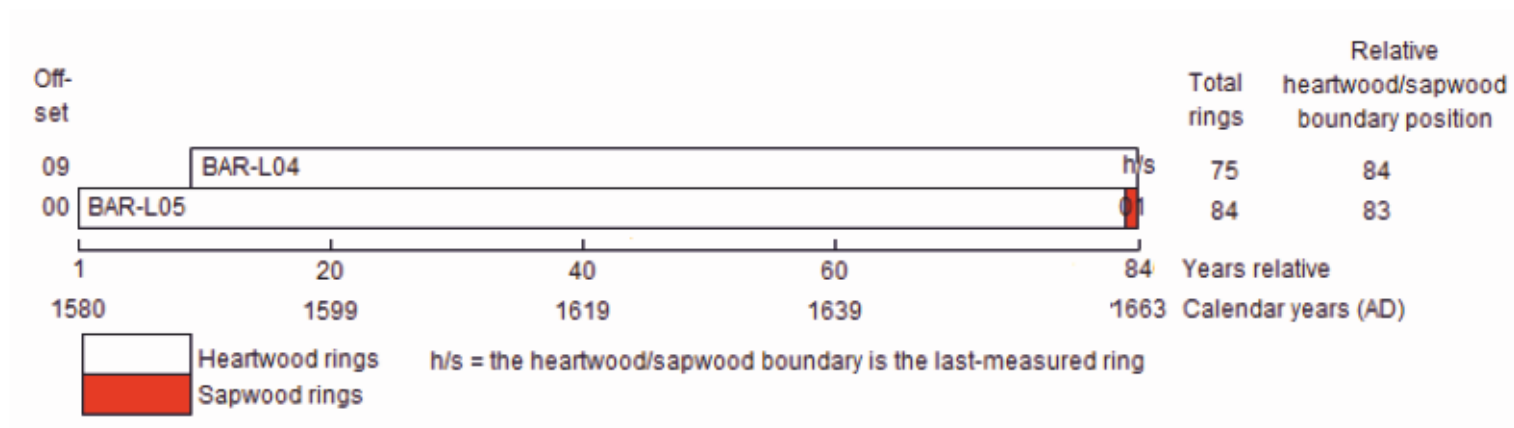 Off-
set
Total
rings
Relative
heartwood/sapwood
boundary position
09 BAR-L04 h/s 75 84
00 BAR-L05 01 84 83
1 20 40 60 84 Years relative
1580 1599 1619 1639 1663 Calendar years (AD)
Heartwood rings h/s = the heartwood/sapwood boundary is the last-measured ring
Sapwood rings